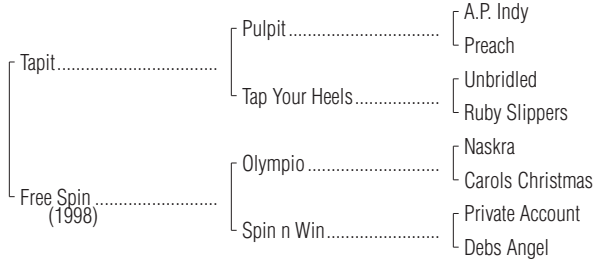 A.P. Indy
Pulpit
Preach
Tapit
Unbridled
Tap Your Heels
Ruby Slippers
Naskra
Olympio
Carols Christmas
Free Spin
(1998)
Private Account
Spin n Win
Debs Angel